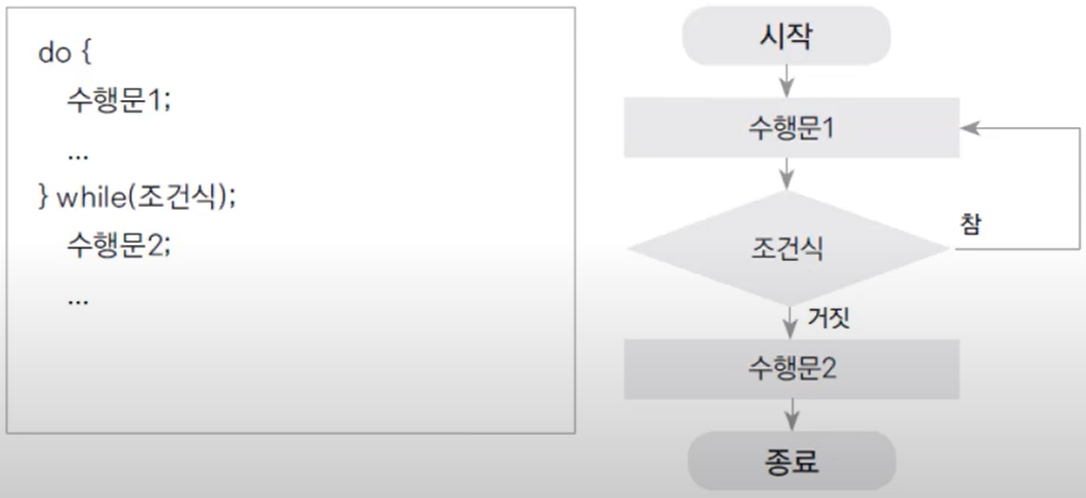 do {
수행문1;
...
} while(조건식);
수행문2;
...
시작
수행문1
조건식
참
거짓
수행문2
종료